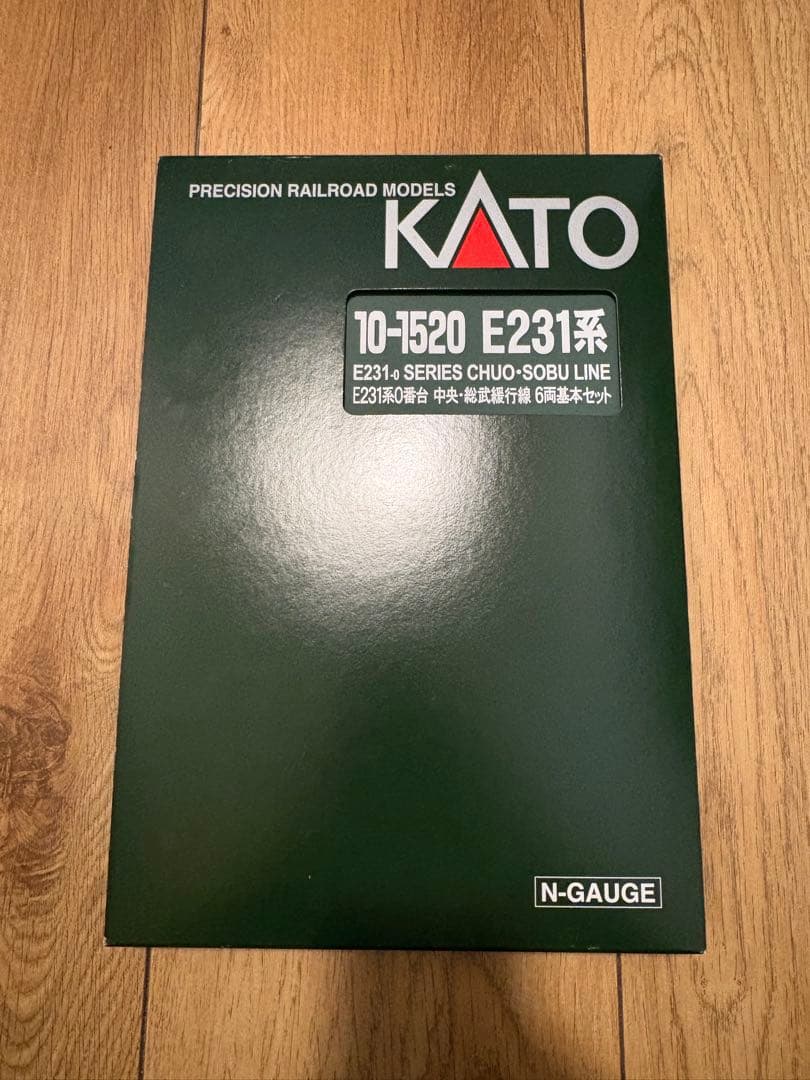 PRECISION RAILROAD MODELS
KATO
10-1520 E231系
E231-0 SERIES CHUO・SOBU LINE
E231系0番台 中央・総武緩行線 6両基本セット
N-GAUGE